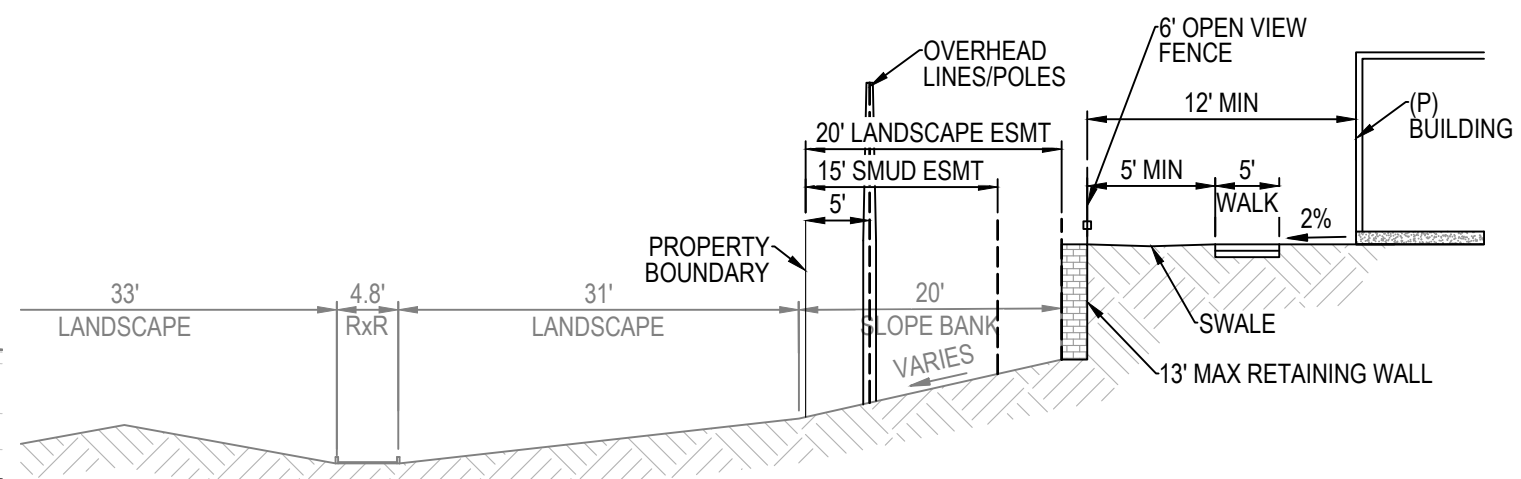 6' OPEN VIEW
FENCE
OVERHEAD
LINES/POLES
12' MIN
(P)
BUILDING
20' LANDSCAPE ESMT
15' SMUD ESMT
5' MIN
5'
WALK
5'
2%
PROPERTY
BOUNDARY
33'
LANDSCAPE
4.8'
RxR
31'
LANDSCAPE
20'
SLOPE BANK
SWALE
VARIES
13' MAX RETAINING WALL